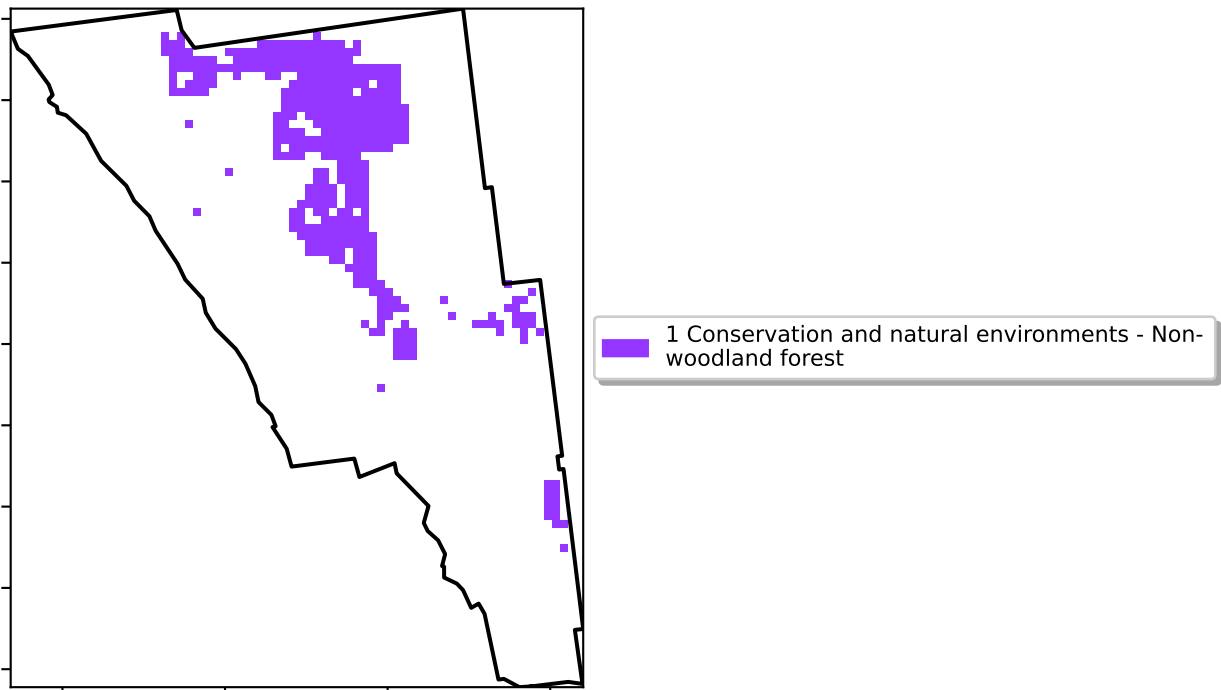 1 Conservation and natural environments - Non-
woodland forest